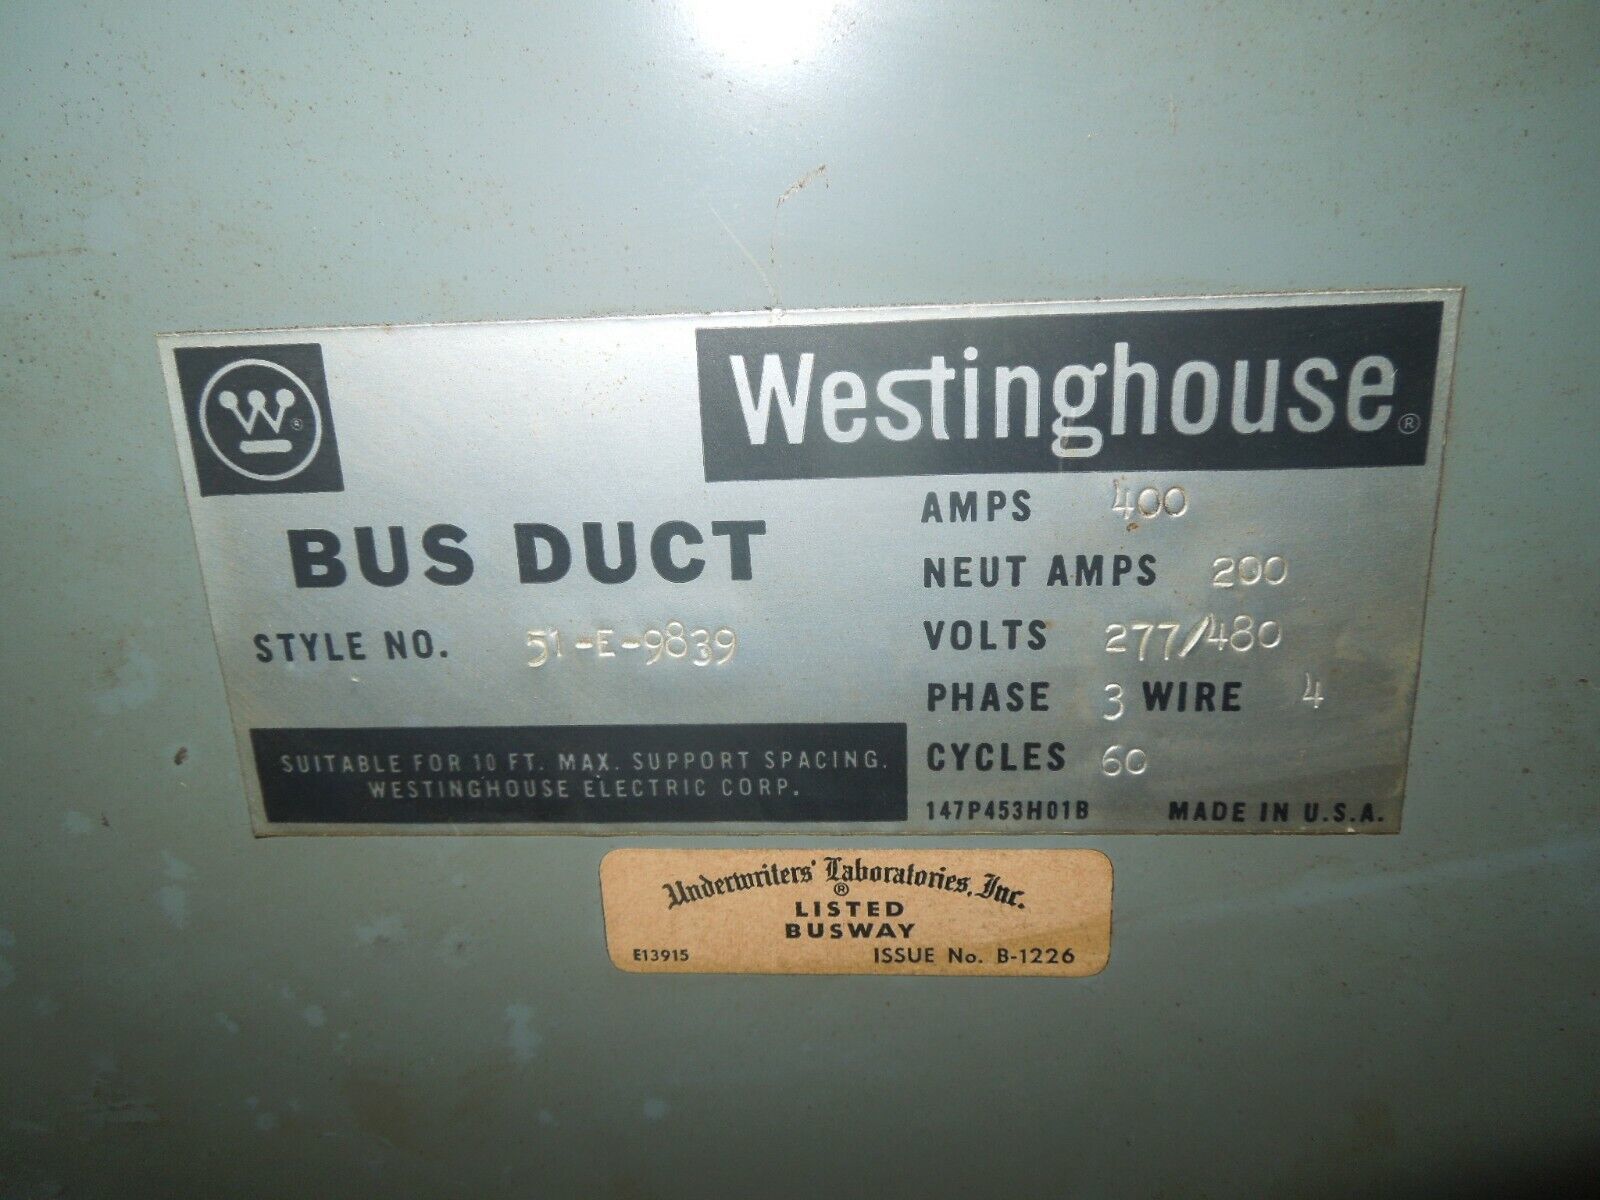 W®
Westinghouse®
BUS DUCT
STYLE NO. 51-E-9839
SUITABLE FOR 10 FT. MAX. SUPPORT SPACING.
WESTINGHOUSE ELECTRIC CORP.
AMPS 400
NEUT AMPS 200
VOLTS 277/480
PHASE 3 WIRE 4
CYCLES 60
147P453H01B MADE IN U.S.A.
Underwriters' Laboratories, Inc.
®
LISTED
BUSWAY
E13915 ISSUE No. B-1226